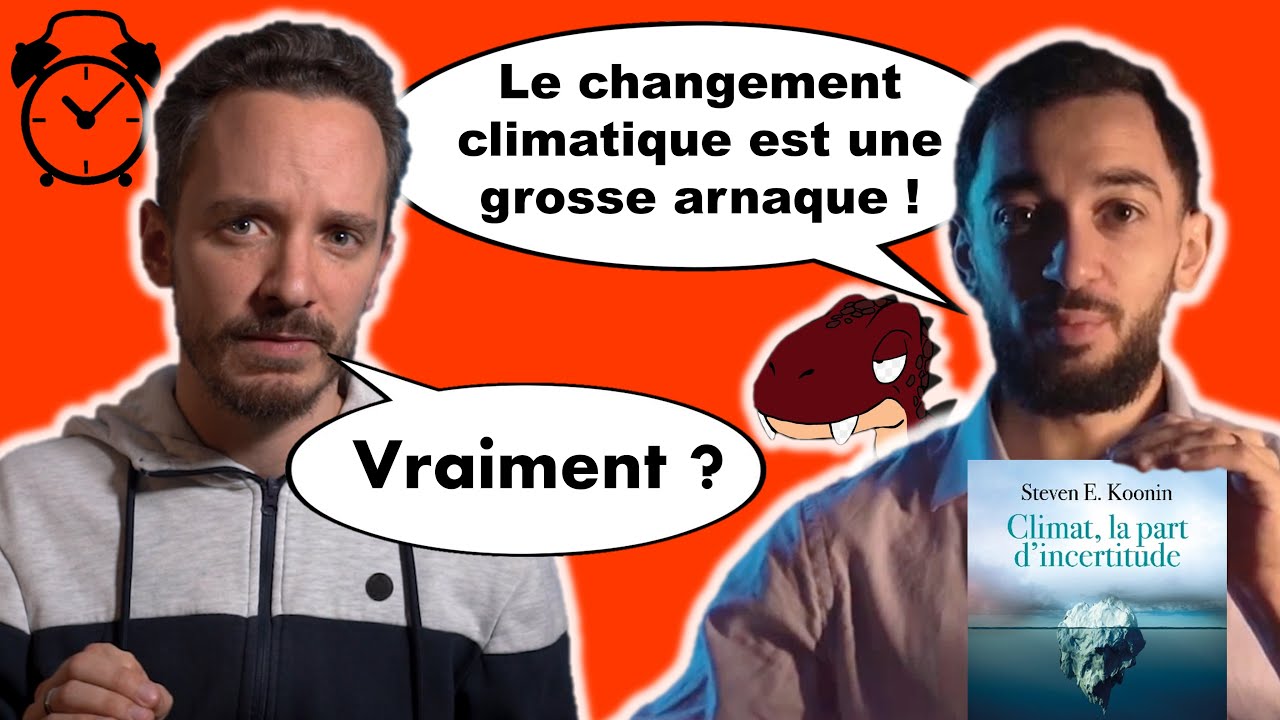 Le changement
climatique est une
grosse arnaque !
Vraiment ?
Steven E. Koonin
Climat, la part
d'incertitude